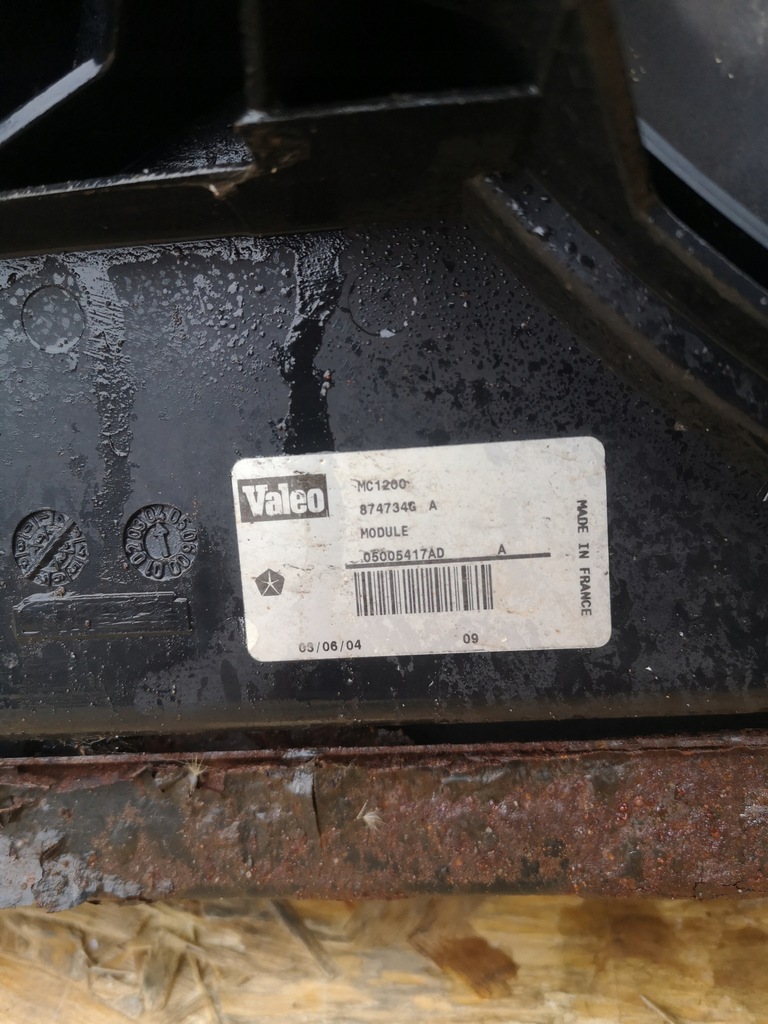 Valeo
MC1200
874734G A
MODULE
05005417AD A
03/06/04 09
MADE IN FRANCE